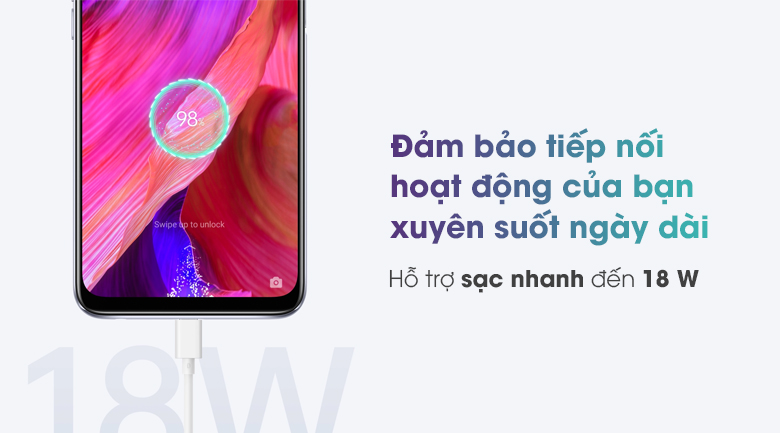 98%
Swipe up to unlock
Đảm bảo tiếp nối
hoạt động của bạn
xuyên suốt ngày dài
Hỗ trợ sạc nhanh đến 18 W
18W